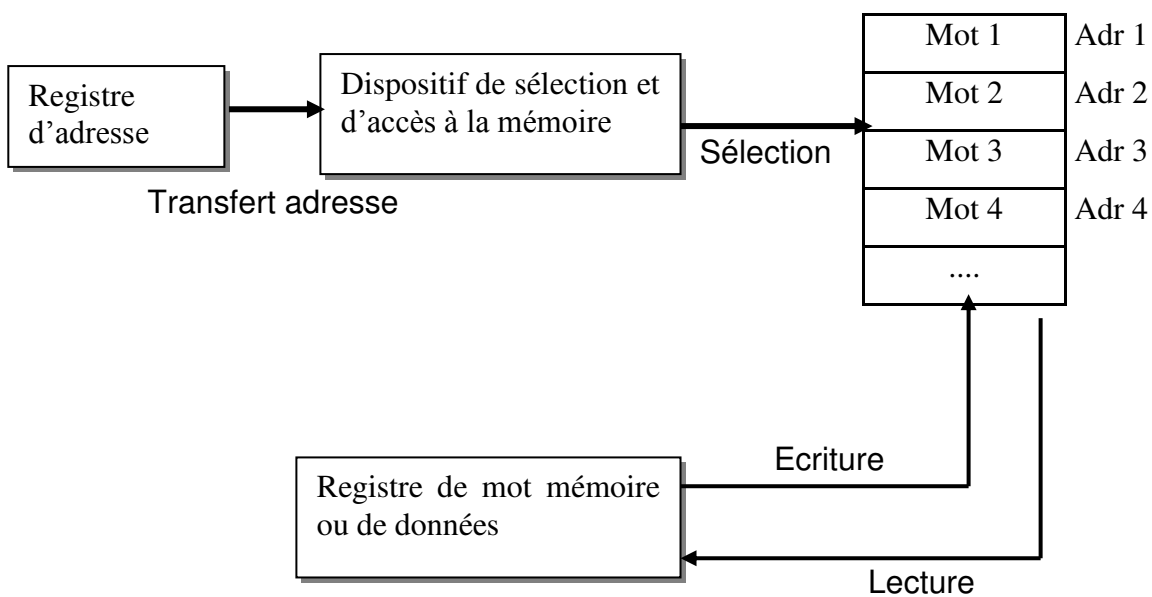 Registre
d'adresse
Transfert adresse
Dispositif de sélection et
d'accès à la mémoire
Sélection
Mot 1 Adr 1
Mot 2 Adr 2
Mot 3 Adr 3
Mot 4 Adr 4
....
Ecriture
Registre de mot mémoire
ou de données
Lecture